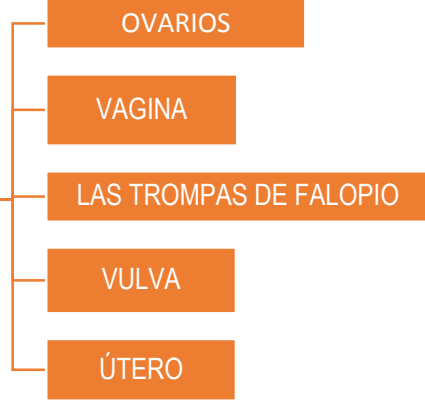 OVARIOS
VAGINA
LAS TROMPAS DE FALOPIO
VULVA
ÚTERO